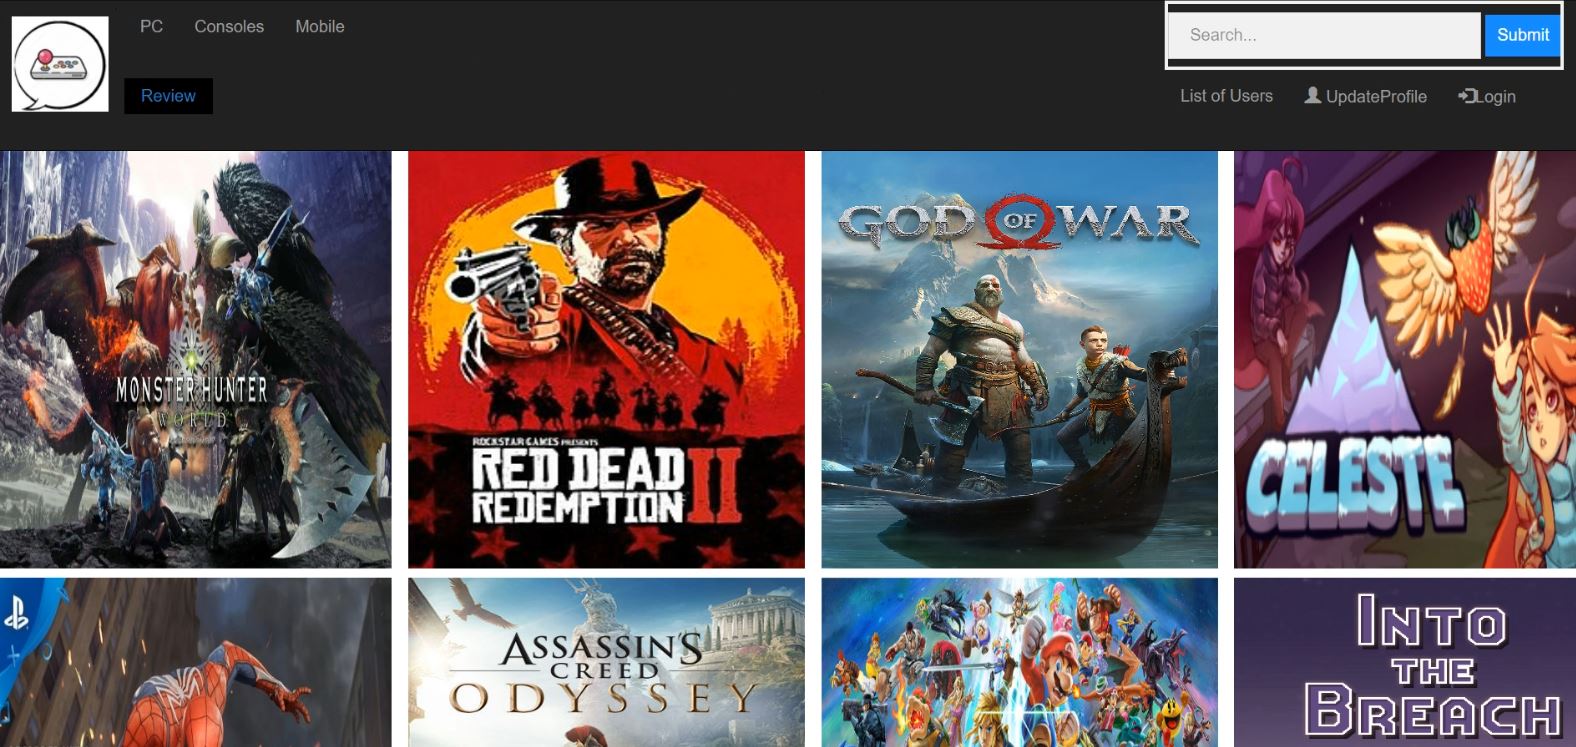 PC Consoles Mobile
Search... Submit
Review
List of Users UpdateProfile Login
MONSTER HUNTER
WORLD
ROCKSTAR GAMES PRESENTS
RED DEAD
REDEMPTION II
GOD OF WAR
CELESTE
ASSASSIN'S
CREED
ODYSSEY
INTO
THE
BREACH